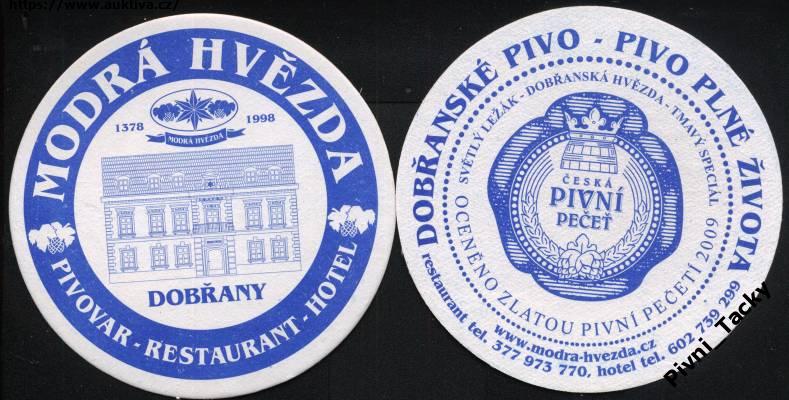 https://www.auktiva.cz/
MODRÁ HVĚZDA
1378 1998
MODRÁ HVĚZDA
DOBŘANY
PIVOVAR - RESTAURANT - HOTEL
DOBŘANSKÉ PIVO - PIVO PLNÉ ŽIVOTA
SVĚTLÝ LEŽÁK - DOBŘANSKÁ HVĚZDA - TMAVÝ SPECIÁL
ČESKÁ
PIVNÍ
PEČEŤ
OCENĚNO ZLATOU PIVNÍ PEČETÍ 2009
www.modra-hvezda.cz
restaurant tel. 377 973 770, hotel tel. 602 739 299
Pivni_Tacky